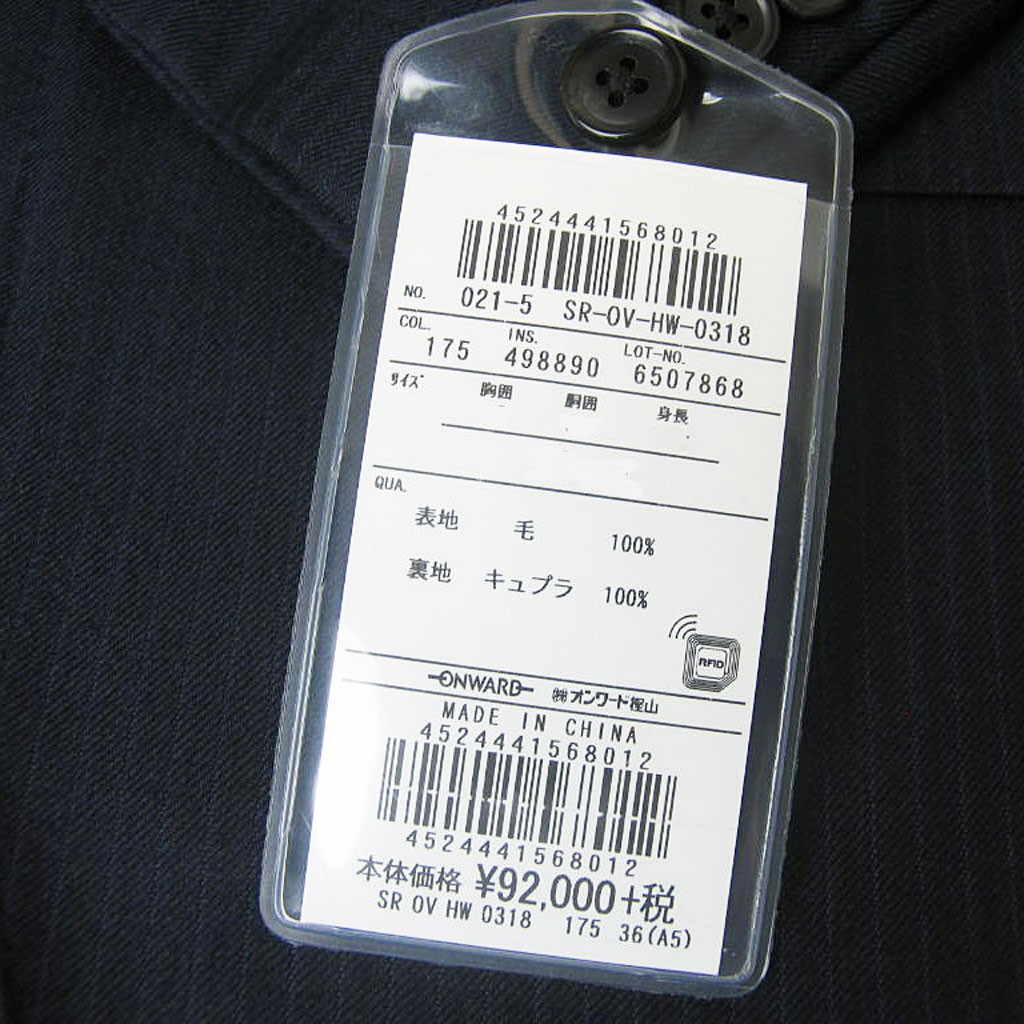 4524441568012
NO. 021-5 SR-OV-HW-0318
COL. INS. LOT-NO.
175 498890 6507868
サイズ 胸囲 胴囲 身長
QUA.
表地 毛 100%
裏地 キュプラ 100%
RFID
ONWARD ㈱オンワード樫山
MADE IN CHINA
4524441568012
4524441568012
本体価格 ¥92,000+税
SR OV HW 0318 175 36(A5)